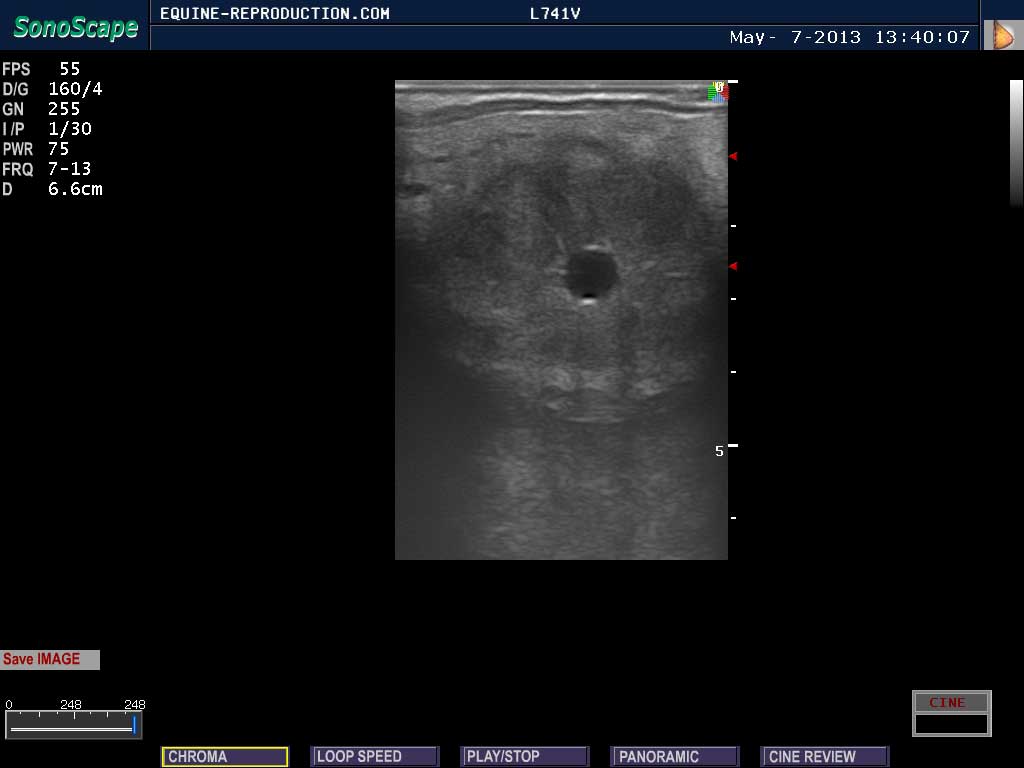 SonoScape
EQUINE-REPRODUCTION.COM L741V
May- 7-2013 13:40:07
FPS 55
D/G 160/4
GN 255
I/P 1/30
PWR 75
FRQ 7-13
D 6.6cm
5
Save IMAGE
0 248 248
CINE
CHROMA LOOP SPEED PLAY/STOP PANORAMIC CINE REVIEW